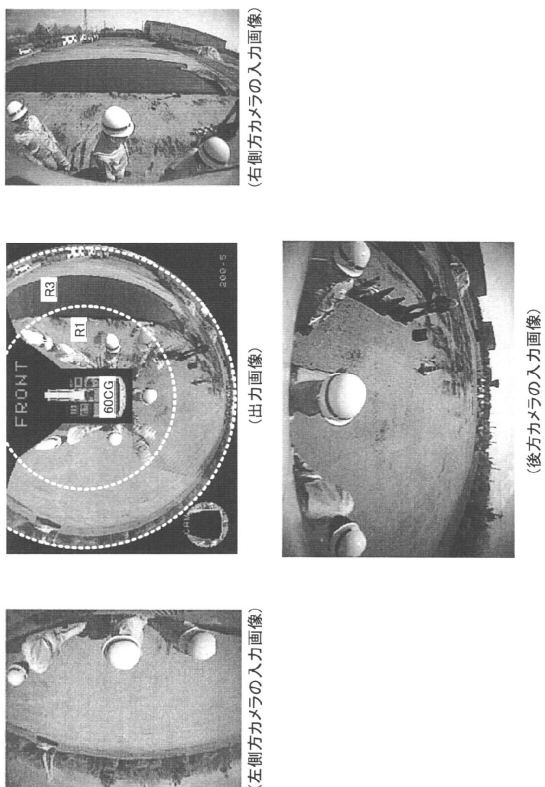 (右側方カメラの入力画像)
FRONT
R3
R1
60CG
200-5
(出力画像)
(後方カメラの入力画像)
(左側方カメラの入力画像)